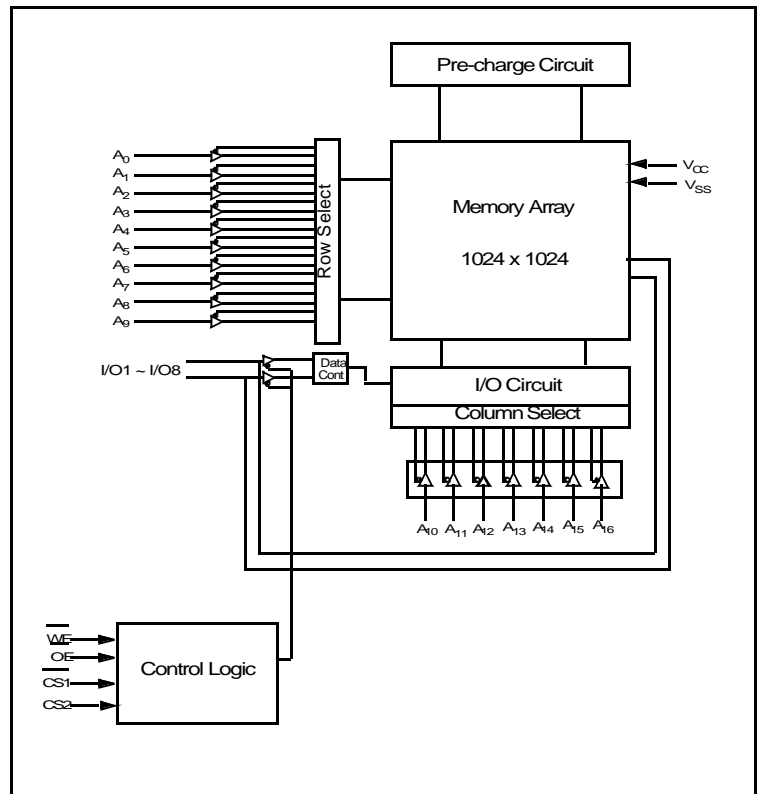 Pre-charge Circuit
A0
A1
A2
A3
A4
A5
A6
A7
A8
A9
Row Select
Memory Array
1024 x 1024
VCC
VSS
I/O1 ~ I/O8
Data
Cont
I/O Circuit
Column Select
A10 A11 A12 A13 A14 A15 A16
WE
OE
CS1
CS2
Control Logic